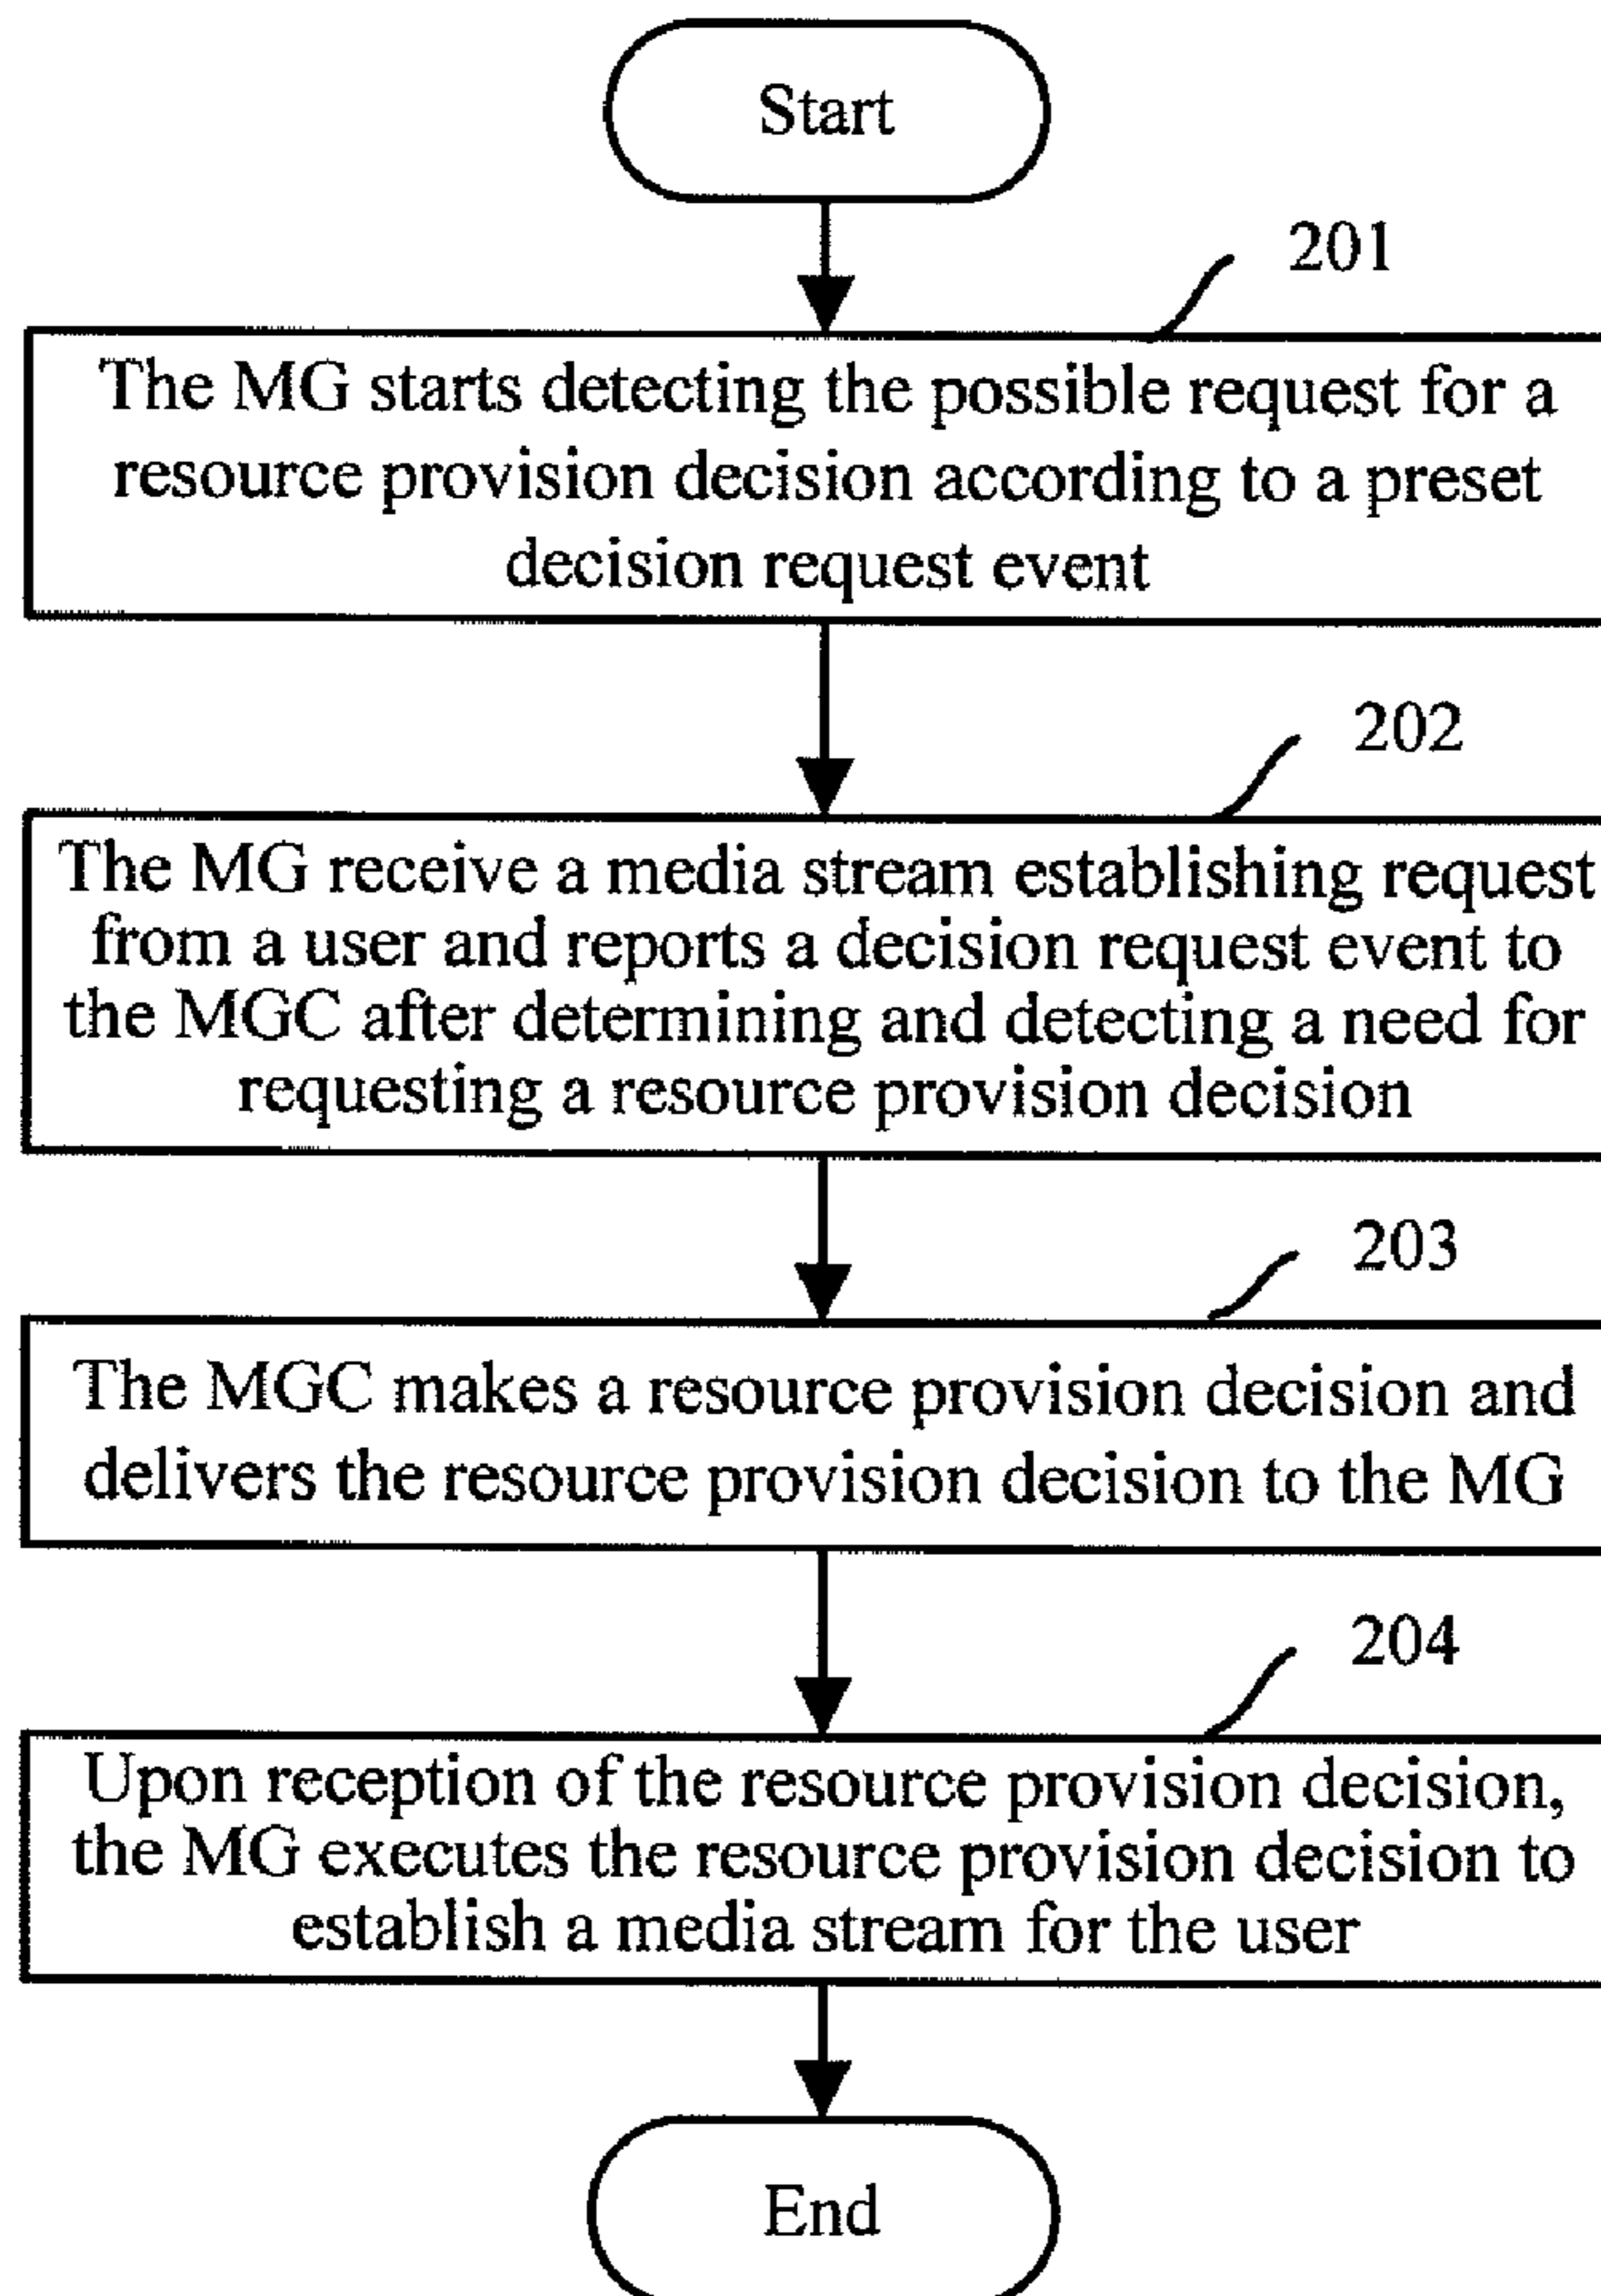 Start
201
The MG starts detecting the possible request for a
resource provision decision according to a preset
decision request event
202
The MG receive a media stream establishing request
from a user and reports a decision request event to
the MGC after determining and detecting a need for
requesting a resource provision decision
203
The MGC makes a resource provision decision and
delivers the resource provision decision to the MG
204
Upon reception of the resource provision decision,
the MG executes the resource provision decision to
establish a media stream for the user
End